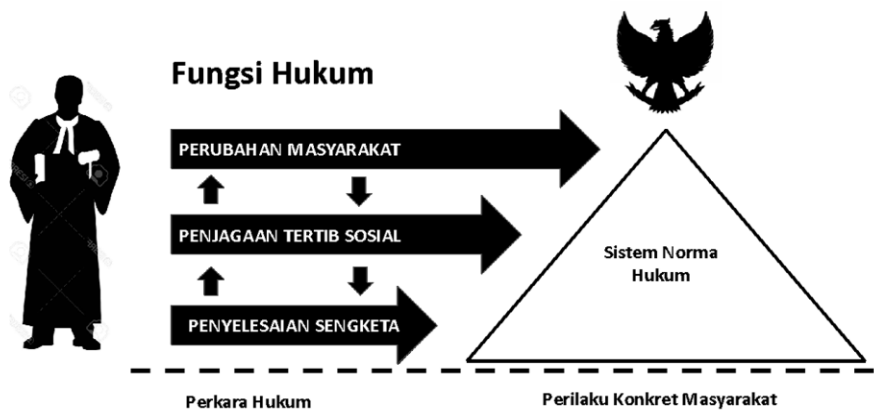 Fungsi Hukum
PERUBAHAN MASYARAKAT
PENJAGAAN TERTIB SOSIAL
PENYELESAIAN SENGKETA
Sistem Norma
Hukum
Perkara Hukum
Perilaku Konkret Masyarakat